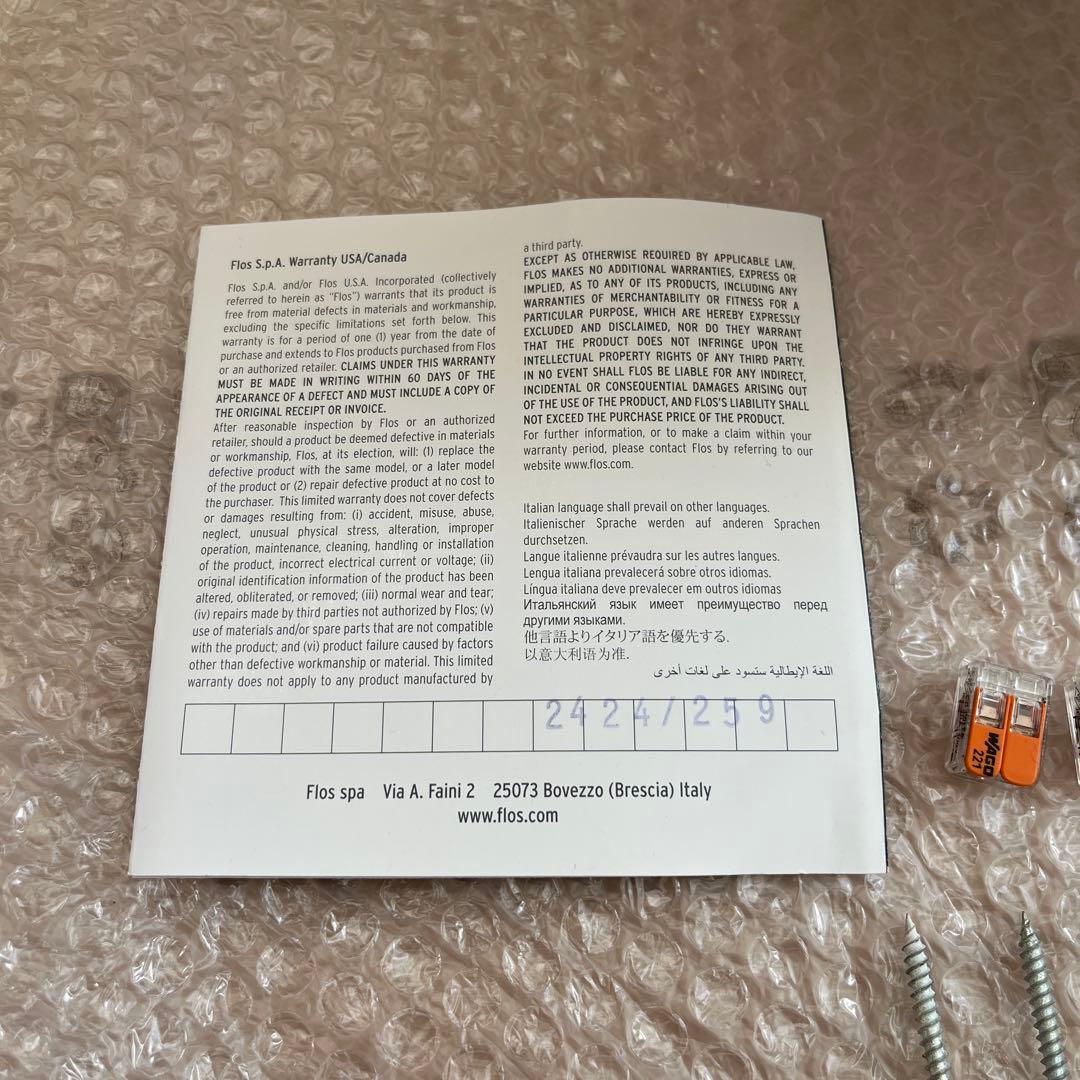 Flos S.p.A. Warranty USA/Canada
Flos S.p.A. and/or Flos U.S.A. Incorporated (collectively
referred to herein as "Flos") warrants that its product is
free from material defects in materials and workmanship,
excluding the specific limitations set forth below. This
warranty is for a period of one (1) year from the date of
purchase and extends to Flos products purchased from Flos
or an authorized retailer. CLAIMS UNDER THIS WARRANTY
MUST BE MADE IN WRITING WITHIN 60 DAYS OF THE
APPEARANCE OF A DEFECT AND MUST INCLUDE A COPY OF
THE ORIGINAL RECEIPT OR INVOICE.
After reasonable inspection by Flos or an authorized
retailer, should a product be deemed defective in materials
or workmanship, Flos, at its election, will: (1) replace the
defective product with the same model, or a later model
of the product or (2) repair defective product at no cost to
the purchaser. This limited warranty does not cover defects
or damages resulting from: (i) accident, misuse, abuse,
neglect, unusual physical stress, alteration, improper
operation, maintenance, cleaning, handling or installation
of the product, incorrect electrical current or voltage; (ii)
original identification information of the product has been
altered, obliterated, or removed; (iii) normal wear and tear;
(iv) repairs made by third parties not authorized by Flos; (v)
use of materials and/or spare parts that are not compatible
with the product; and (vi) product failure caused by factors
other than defective workmanship or material. This limited
warranty does not apply to any product manufactured by
a third party.
EXCEPT AS OTHERWISE REQUIRED BY APPLICABLE LAW,
FLOS MAKES NO ADDITIONAL WARRANTIES, EXPRESS OR
IMPLIED, AS TO ANY OF ITS PRODUCTS, INCLUDING ANY
WARRANTIES OF MERCHANTABILITY OR FITNESS FOR A
PARTICULAR PURPOSE, WHICH ARE HEREBY EXPRESSLY
EXCLUDED AND DISCLAIMED, NOR DO THEY WARRANT
THAT THE PRODUCT DOES NOT INFRINGE UPON THE
INTELLECTUAL PROPERTY RIGHTS OF ANY THIRD PARTY.
IN NO EVENT SHALL FLOS BE LIABLE FOR ANY INDIRECT,
INCIDENTAL OR CONSEQUENTIAL DAMAGES ARISING OUT
OF THE USE OF THE PRODUCT, AND FLOS'S LIABILITY SHALL
NOT EXCEED THE PURCHASE PRICE OF THE PRODUCT.
For further information, or to make a claim within your
warranty period, please contact Flos by referring to our
website www.flos.com.
Italian language shall prevail on other languages.
Italienischer Sprache werden auf anderen Sprachen
durchsetzen.
Langue italienne prévaudra sur les autres langues.
Lengua italiana prevalecerá sobre otros idiomas.
Língua italiana deve prevalecer em outros idiomas
Итальянский язык имеет преимущество перед
другими языками.
他言語よりイタリア語を優先する.
以意大利语为准.
اللغة الإيطالية ستسود على لغات أخرى
2424/259
Flos spa Via A. Faini 2 25073 Bovezzo (Brescia) Italy
www.flos.com
WAGO
221